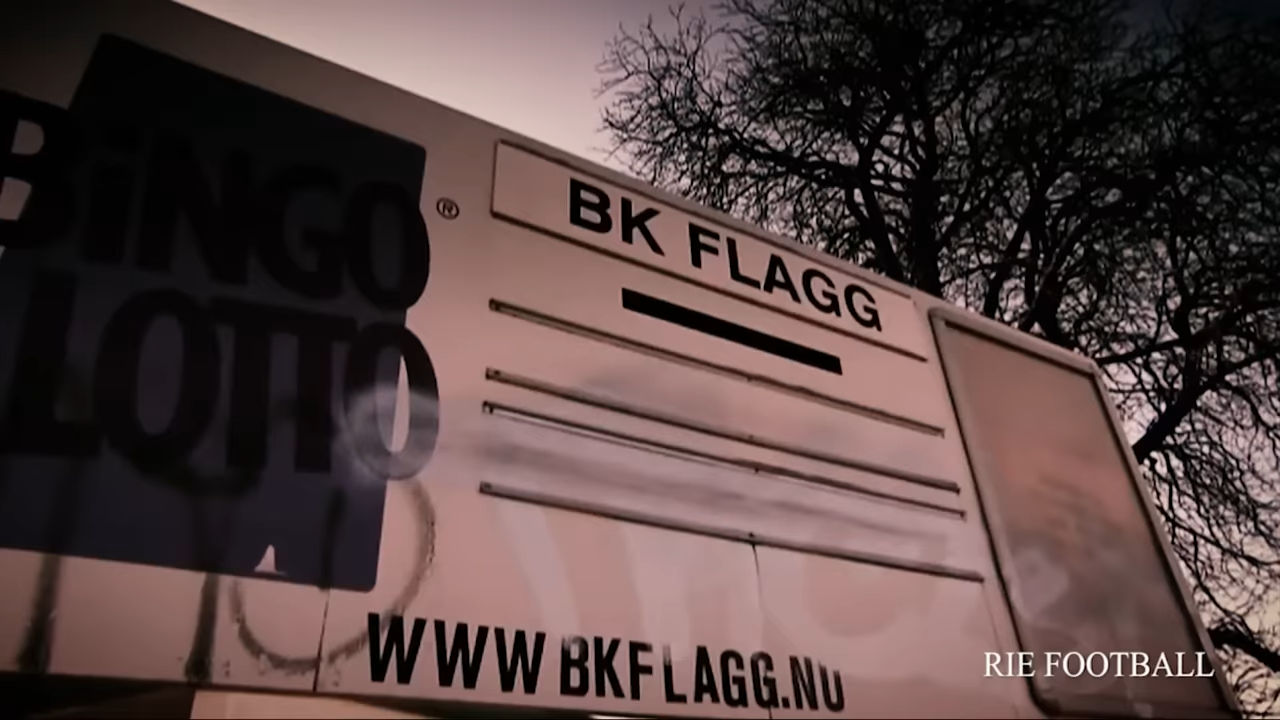 BiNGO
LOTTO
®
BK FLAGG
WWW.BKFLAGG.NU
RIE FOOTBALL